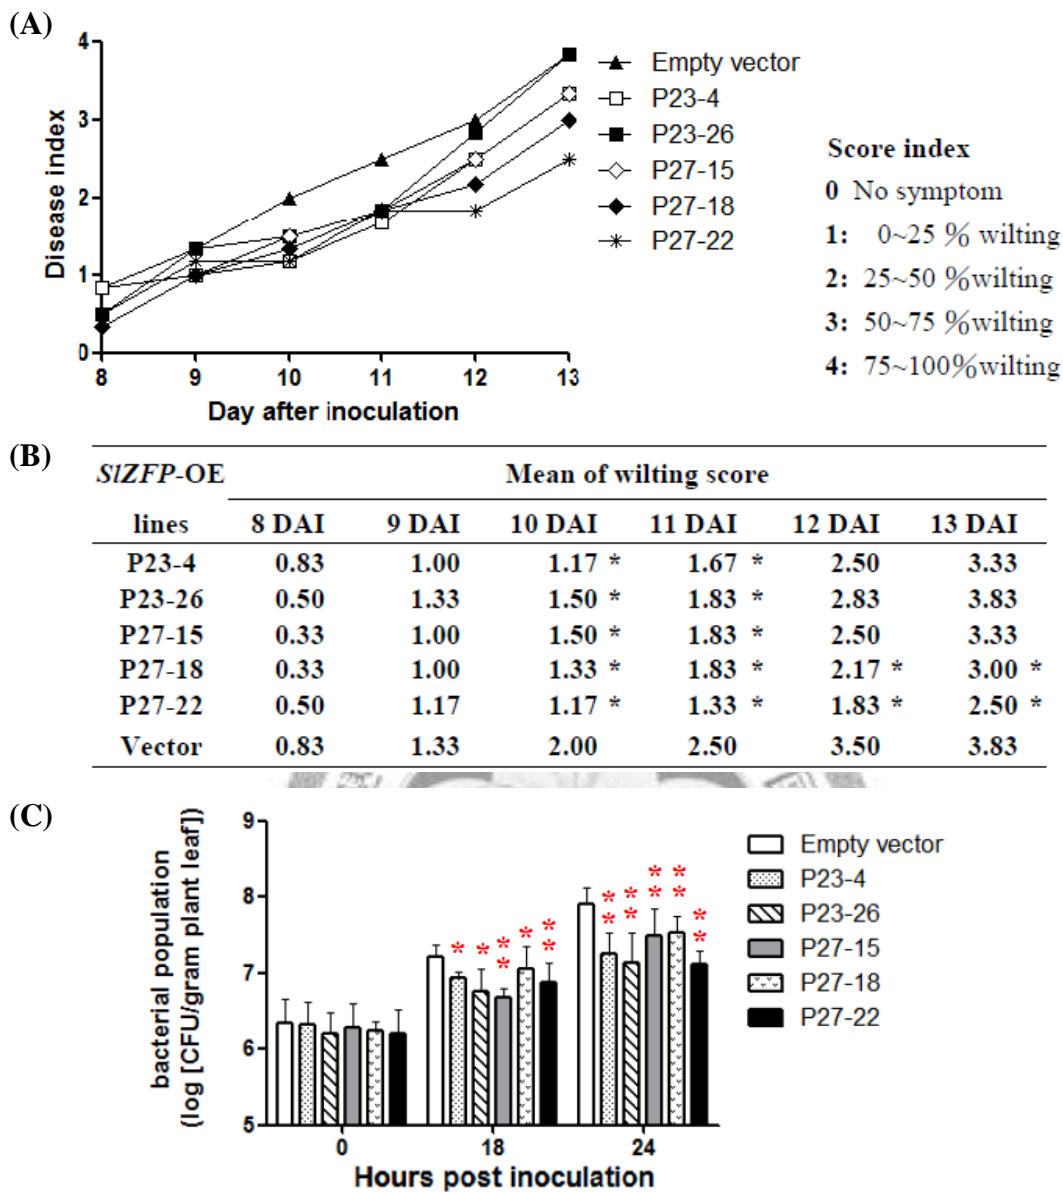 (A)
4
3
2
1
0
Disease index
8 9 10 11 12 13
Day after inoculation
Empty vector
P23-4
P23-26
P27-15
P27-18
P27-22
Score index
0 No symptom
1: 0~25 % wilting
2: 25~50 % wilting
3: 50~75 %wilting
4: 75~100%wilting
(B)
SlZFP-OE Mean of wilting score
lines 8 DAI 9 DAI 10 DAI 11 DAI 12 DAI 13 DAI
P23-4 0.83 1.00 1.17 * 1.67 * 2.50 3.33
P23-26 0.50 1.33 1.50 * 1.83 * 2.83 3.83
P27-15 0.33 1.00 1.50 * 1.83 * 2.50 3.33
P27-18 0.33 1.00 1.33 * 1.83 * 2.17 * 3.00 *
P27-22 0.50 1.17 1.17 * 1.33 * 1.83 * 2.50 *
Vector 0.83 1.33 2.00 2.50 3.50 3.83
(C)
9
8
7
6
5
bacterial population
(log [CFU/gram plant leaf])
* * ** * **
** ** ** ** **
0 18 24
Hours post inoculation
Empty vector
P23-4
P23-26
P27-15
P27-18
P27-22